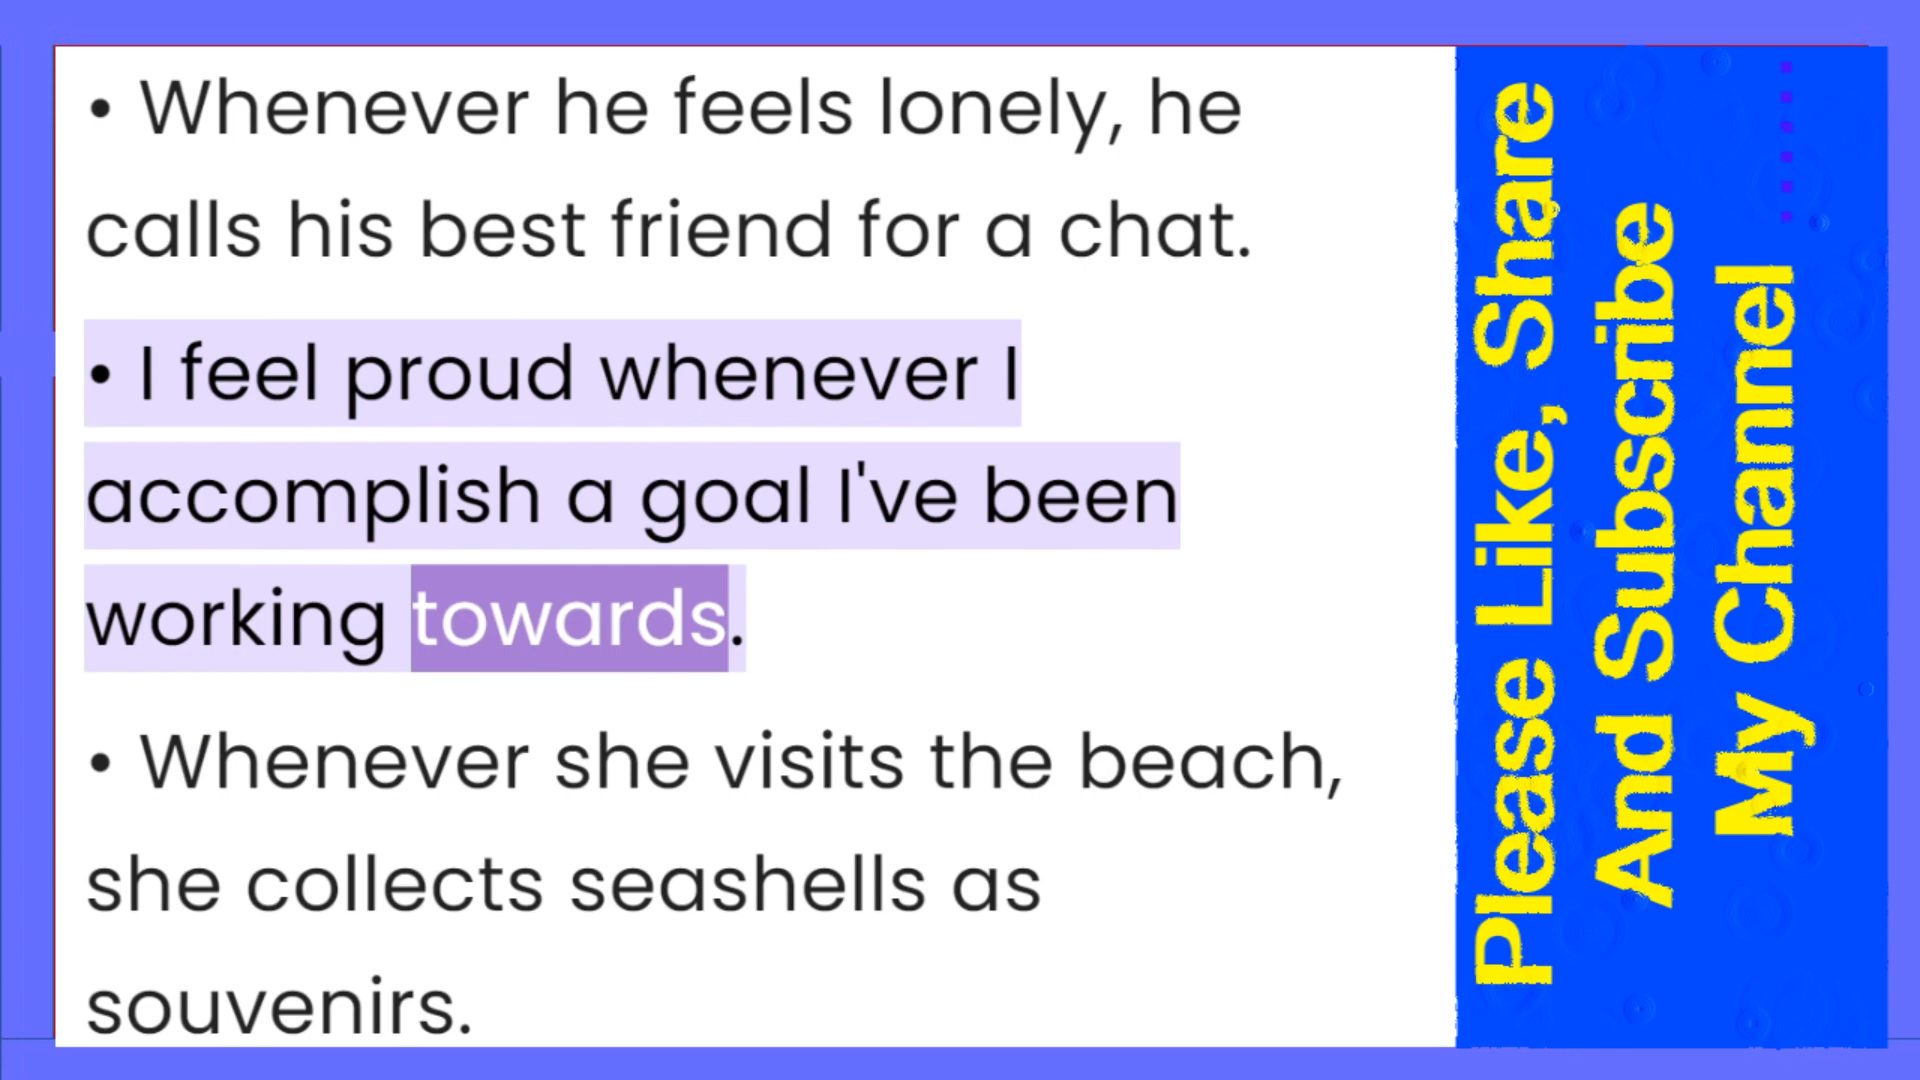 • Whenever he feels lonely, he
calls his best friend for a chat.
• I feel proud whenever I
accomplish a goal I've been
working towards.
• Whenever she visits the beach,
she collects seashells as
souvenirs.
Please Like, Share
And Subscribe
My Channel